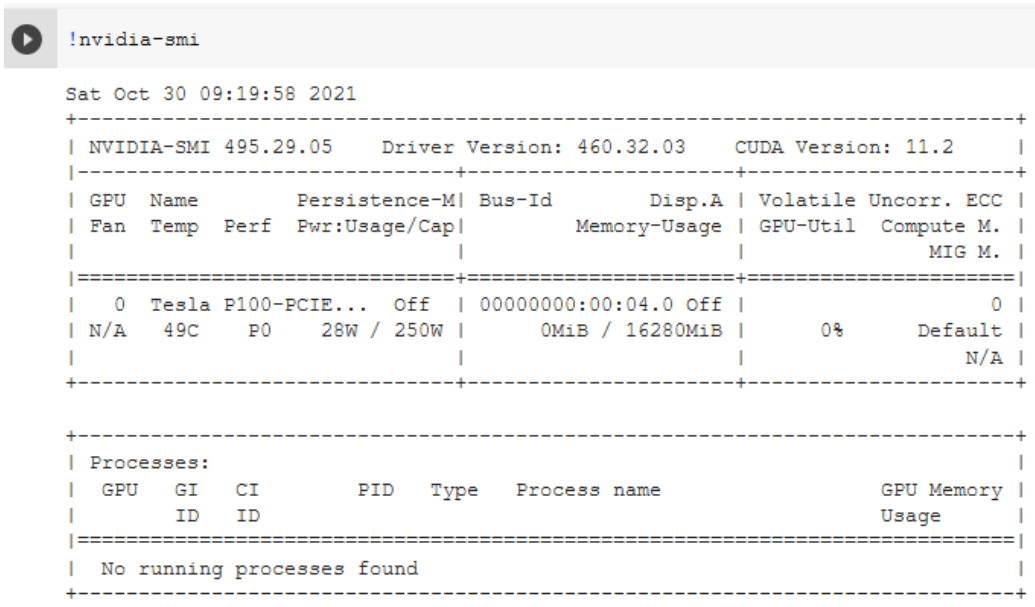 !nvidia-smi
Sat Oct 30 09:19:58 2021
+-----------------------------------------------------------------------------+
| NVIDIA-SMI 495.29.05    Driver Version: 460.32.03    CUDA Version: 11.2     |
|-------------------------------+----------------------+----------------------+
| GPU  Name        Persistence-M| Bus-Id        Disp.A | Volatile Uncorr. ECC |
| Fan  Temp  Perf  Pwr:Usage/Cap|         Memory-Usage | GPU-Util  Compute M. |
|                               |                      |               MIG M. |
|===============================+======================+======================|
|   0  Tesla P100-PCIE...  Off  | 00000000:00:04.0 Off |                    0 |
| N/A   49C    P0    28W / 250W |      0MiB / 16280MiB |      0%      Default |
|                               |                      |                  N/A |
+-------------------------------+----------------------+----------------------+
+-----------------------------------------------------------------------------+
| Processes:                                                                  |
|  GPU   GI   CI        PID   Type   Process name                  GPU Memory |
|        ID   ID                                                   Usage      |
|=============================================================================|
|  No running processes found                                                 |
+-----------------------------------------------------------------------------+